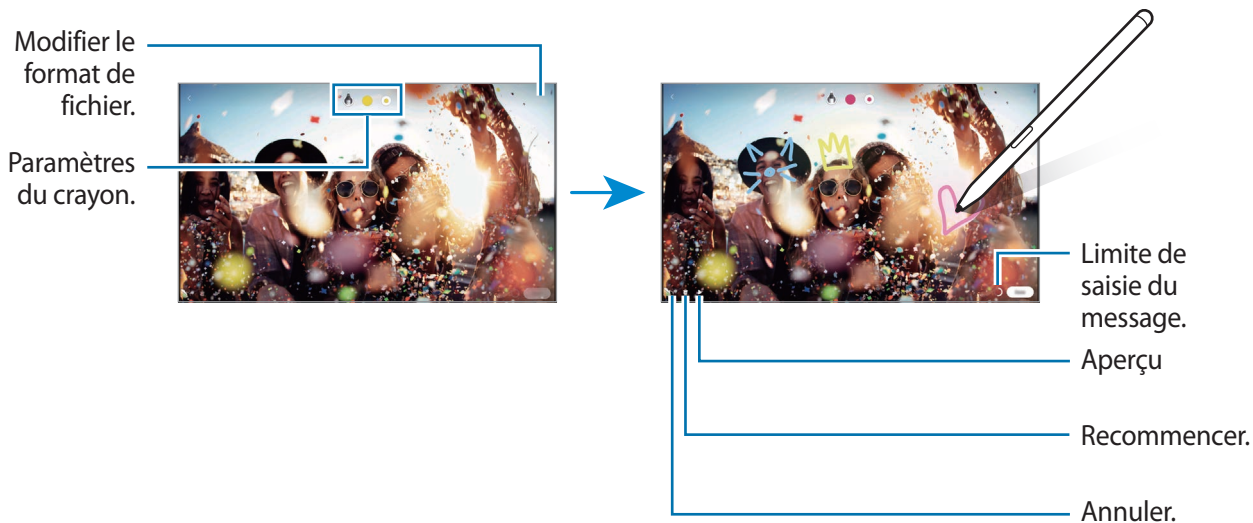 Modifier le
format de
fichier.
Paramètres
du crayon.
Limite de
saisie du
message.
Aperçu
Recommencer.
Annuler.